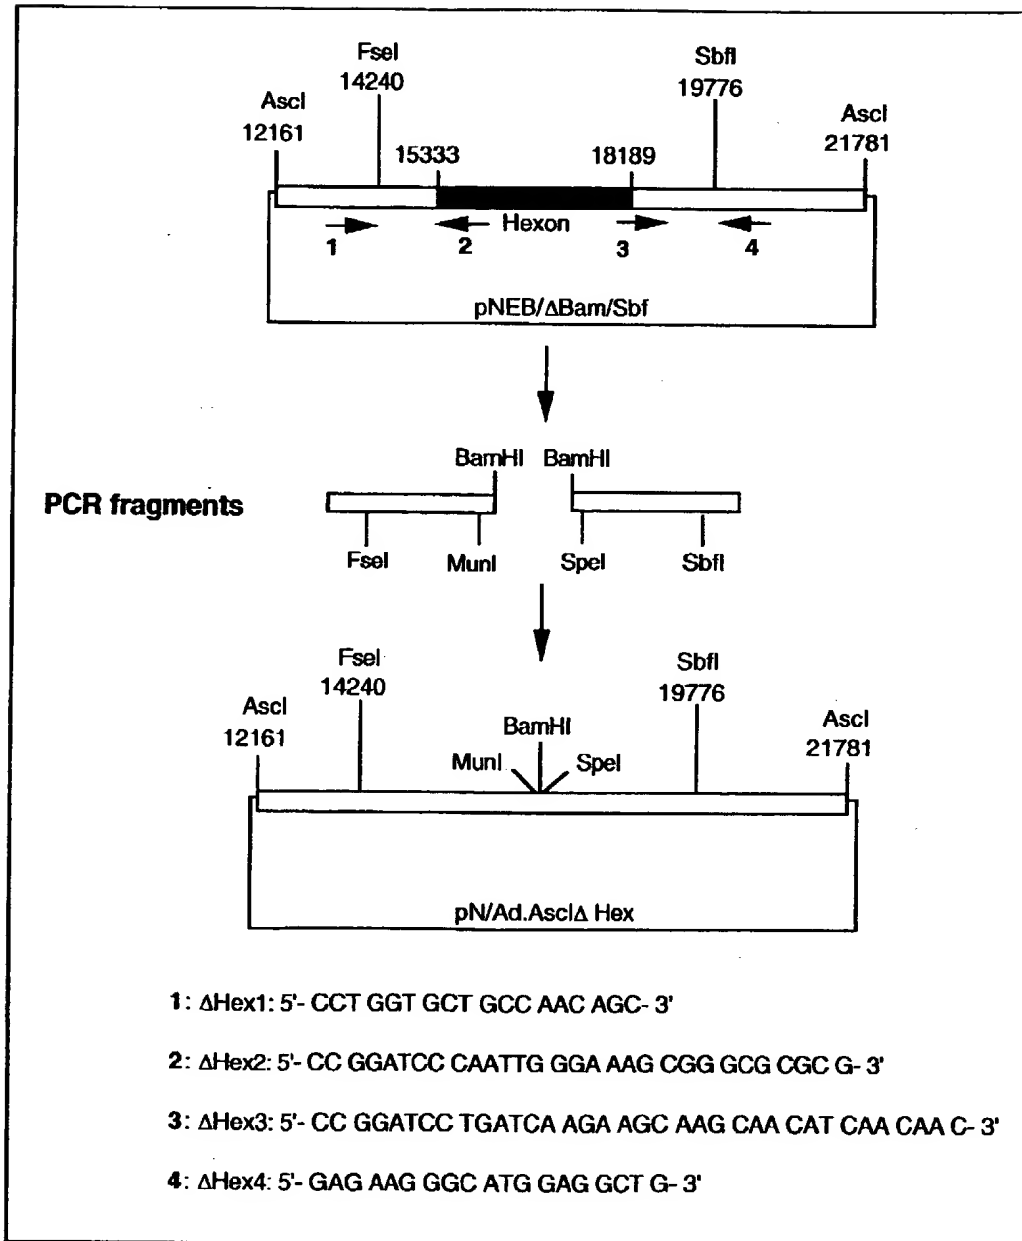 FseI
14240
SbfI
19776
AscI
12161
AscI
21781
15333
18189
Hexon
1
2
3
4
pNEB/ΔBam/Sbf
BamHI BamHI
PCR fragments
FseI
MunI
SpeI
SbfI
FseI
14240
SbfI
19776
AscI
12161
BamHI
AscI
21781
MunI
SpeI
pN/Ad.AscIΔ Hex
1: ΔHex1: 5'- CCT GGT GCT GCC AAC AGC- 3'
2: ΔHex2: 5'- CC GGATCC CAATTG GGA AAG CGG GCG CGC G- 3'
3: ΔHex3: 5'- CC GGATCC TGATCA AGA AGC AAG CAA CAT CAA CAA C- 3'
4: ΔHex4: 5'- GAG AAG GGC ATG GAG GCT G- 3'